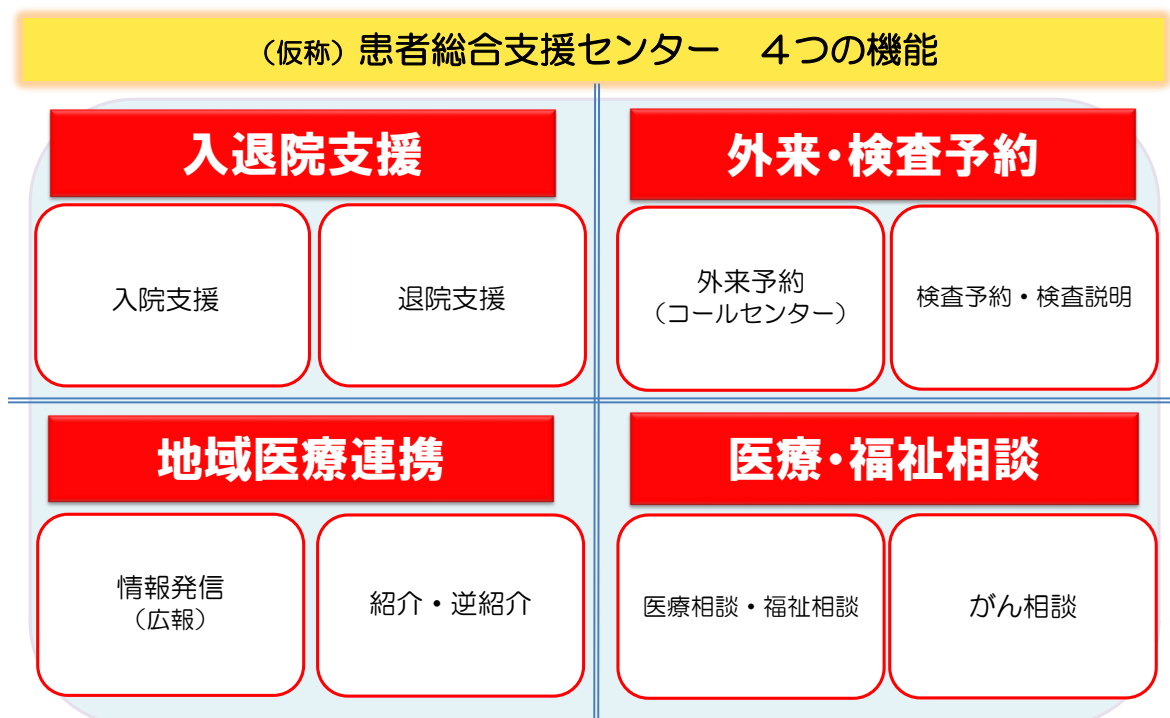 （仮称）患者総合支援センター　４つの機能
入退院支援
入院支援
退院支援
外来・検査予約
外来予約
（コールセンター）
検査予約・検査説明
地域医療連携
情報発信
（広報）
紹介・逆紹介
医療・福祉相談
医療相談・福祉相談
がん相談